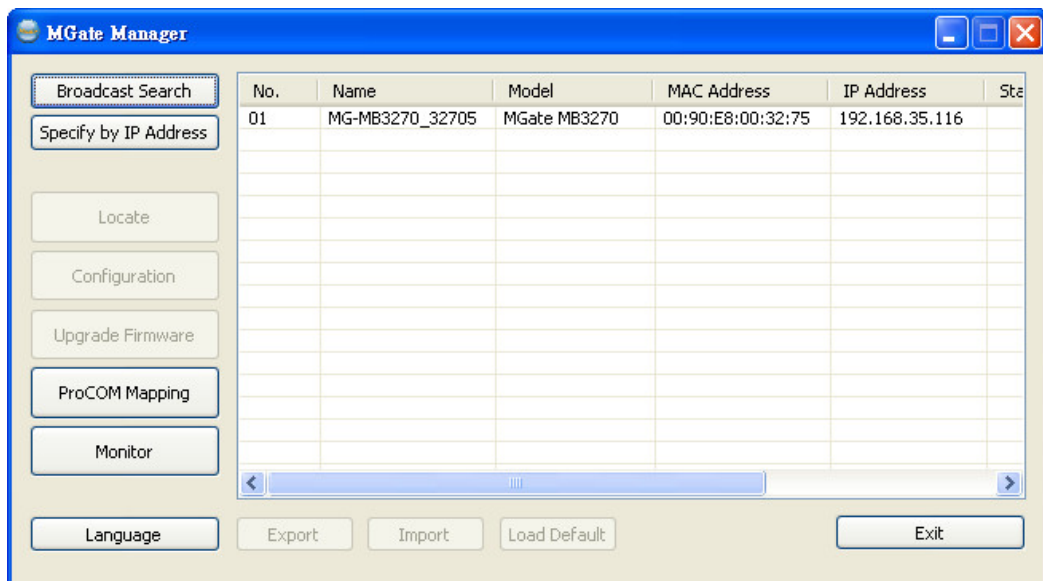 MGate Manager
Broadcast Search
Specify by IP Address
Locate
Configuration
Upgrade Firmware
ProCOM Mapping
Monitor
Language
No. Name Model MAC Address IP Address Sta
01 MG-MB3270_32705 MGate MB3270 00:90:E8:00:32:75 192.168.35.116
Export Import Load Default Exit